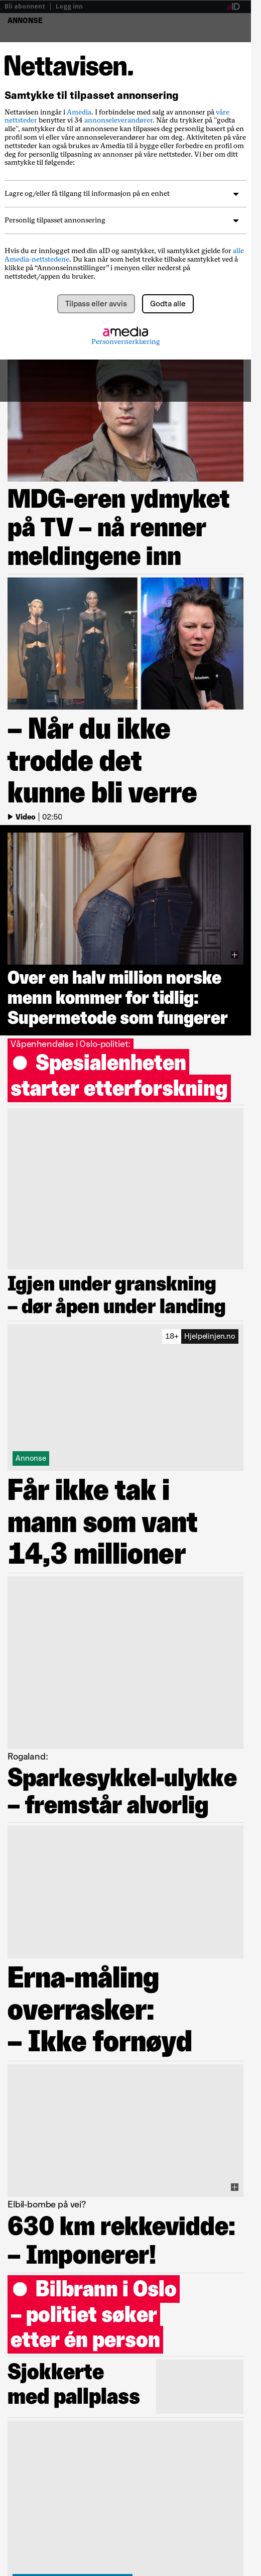 Bli abonnent | Logg inn
aID
ANNONSE
Nettavisen.
Samtykke til tilpasset annonsering
Nettavisen inngår i Amedia. I forbindelse med salg av annonser på våre
nettsteder benytter vi 34 annonseleverandører. Når du trykker på "godta
alle", samtykker du til at annonsene kan tilpasses deg personlig basert på en
profil som vi eller våre annonseleverandører har om deg. Aktiviteten på våre
nettsteder kan også brukes av Amedia til å bygge eller forbedre en profil om
deg for personlig tilpasning av annonser på våre nettsteder. Vi ber om ditt
samtykke til følgende:
Lagre og/eller få tilgang til informasjon på en enhet
Personlig tilpasset annonsering
Hvis du er innlogget med din aID og samtykker, vil samtykket gjelde for alle
Amedia-nettstedene. Du kan når som helst trekke tilbake samtykket ved å
klikke på “Annonseinnstillinger” i menyen eller nederst på
nettstedet/appen du bruker.
Tilpass eller avvis
Godta alle
amedia
Personvernerklæring
MDG-eren ydmyket
på TV – nå renner
meldingene inn
– Når du ikke
trodde det
kunne bli verre
Video | 02:50
Over en halv million norske
menn kommer for tidlig:
Supermetode som fungerer
Våpenhendelse i Oslo-politiet:
Spesialenheten
starter etterforskning
Igjen under granskning
– dør åpen under landing
18+ Hjelpelinjen.no
Annonse
Får ikke tak i
mann som vant
14,3 millioner
Rogaland:
Sparkesykkel-ulykke
– fremstår alvorlig
Erna-måling
overrasker:
– Ikke fornøyd
Elbil-bombe på vei?
630 km rekkevidde:
– Imponerer!
Bilbrann i Oslo
– politiet søker
etter én person
Sjokkerte
med pallplass